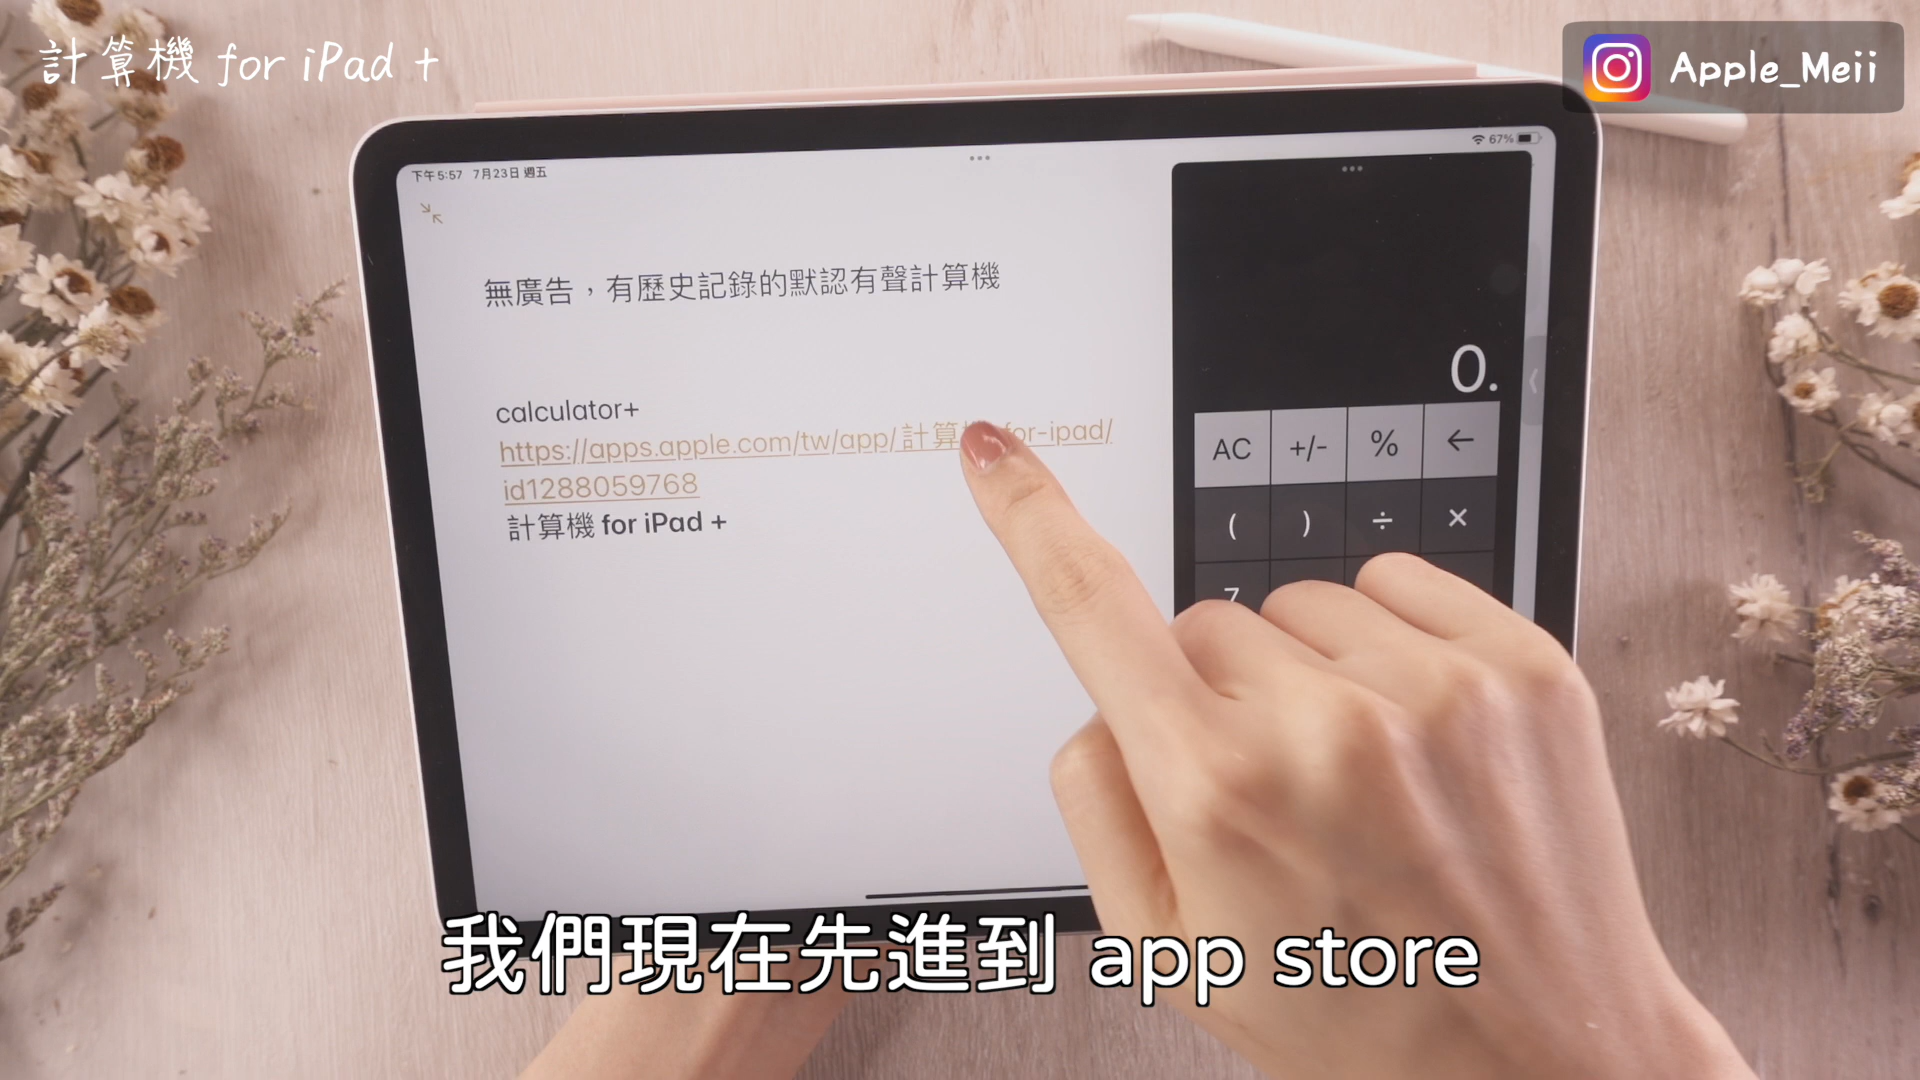 計算機 for iPad +
Apple_Meii
下午5:57 7月23日 週五
67%
無廣告，有歷史記錄的默認有聲計算機
calculator+
https://apps.apple.com/tw/app/計算 for-ipad/
id1288059768
計算機 for iPad +
0.
AC +/- % ←
( ) ÷ ×
7
我們現在先進到 app store